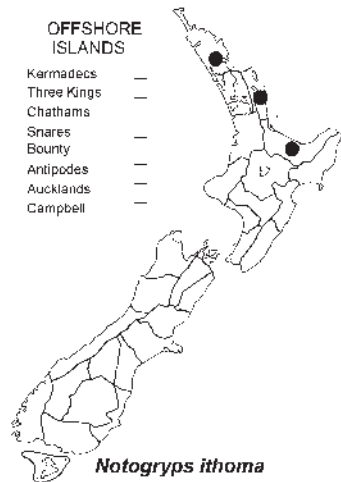 OFFSHORE
ISLANDS
Kermadecs —
Three Kings —
Chathams
Snares —
Bounty —
Antipodes —
Aucklands —
Campbell —
Notogryps ithoma